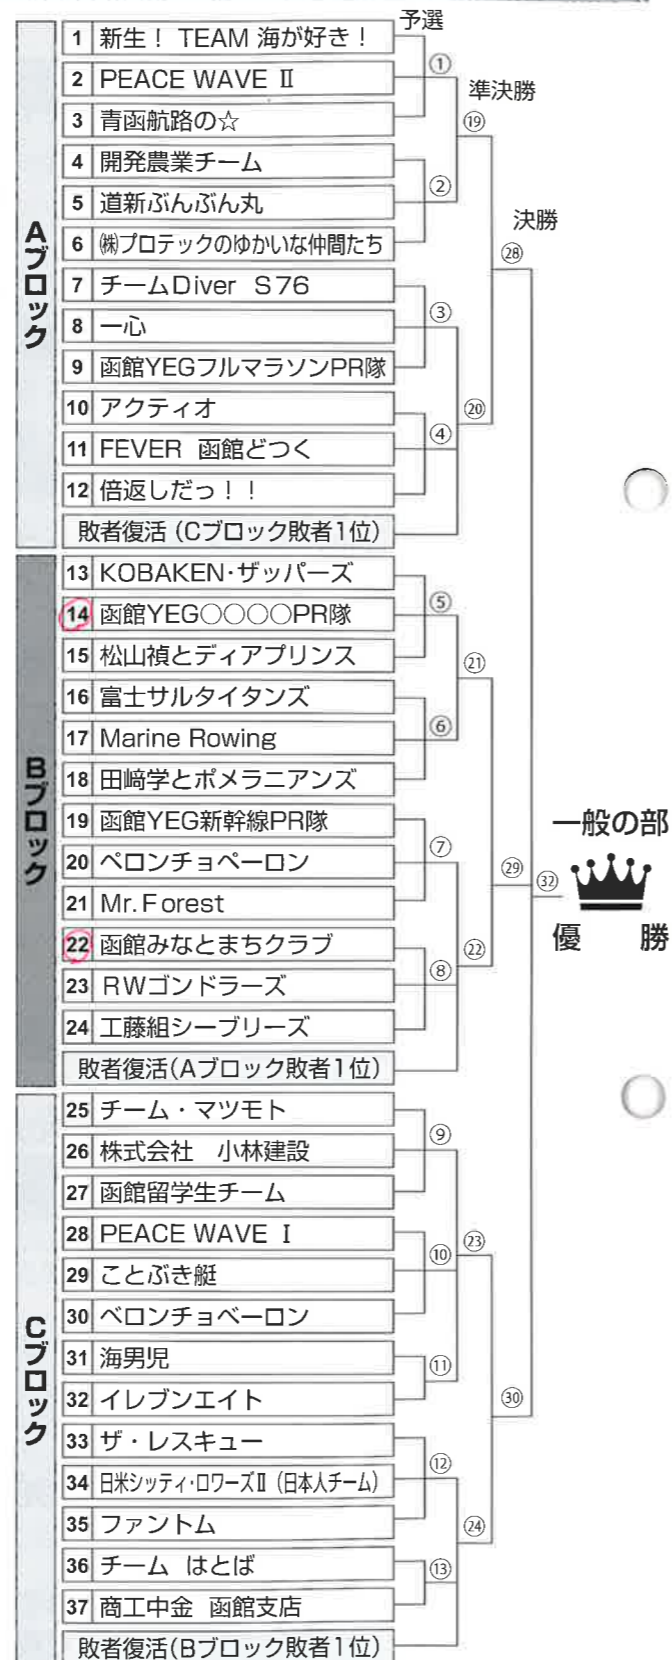 予選
準決勝
決勝
Aブロック
1 新生！ TEAM 海が好き！
2 PEACE WAVE Ⅱ
3 青函航路の☆
4 開発農業チーム
5 道新ぶんぶん丸
6 ㈱プロテックのゆかいな仲間たち
7 チームDiver S76
8 一心
9 函館YEGフルマラソンPR隊
10 アクティオ
11 FEVER 函館どつく
12 倍返しだっ！！
敗者復活（Cブロック敗者1位）
① ② ③ ④ ⑲ ⑳ ㉘
Bブロック
13 KOBAKEN・ザッパーズ
14 函館YEG○○○○PR隊
15 松山禎とディアプリンス
16 富士サルタイタンズ
17 Marine Rowing
18 田﨑学とポメラニアンズ
19 函館YEG新幹線PR隊
20 ペロンチョペーロン
21 Mr.Forest
22 函館みなとまちクラブ
23 RWゴンドラーズ
24 工藤組シーブリーズ
敗者復活（Aブロック敗者1位）
⑤ ⑥ ⑦ ⑧ ㉑ ㉒ ㉙ ㉜
一般の部
優 勝
Cブロック
25 チーム・マツモト
26 株式会社 小林建設
27 函館留学生チーム
28 PEACE WAVE Ⅰ
29 ことぶき艇
30 ベロンチョベーロン
31 海男児
32 イレブンエイト
33 ザ・レスキュー
34 日米シッティ・ロワーズⅡ（日本人チーム）
35 ファントム
36 チーム はとば
37 商工中金 函館支店
敗者復活（Bブロック敗者1位）
⑨ ⑩ ⑪ ⑫ ⑬ ㉓ ㉔ ㉚